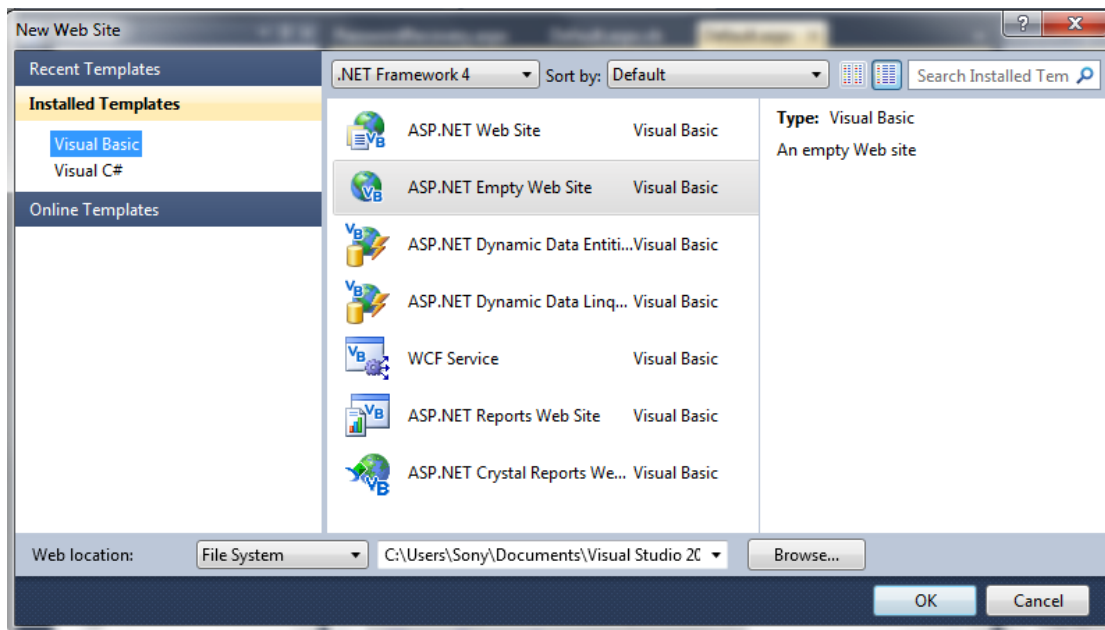 New Web Site
Recent Templates
Installed Templates
Visual Basic
Visual C#
Online Templates
.NET Framework 4 Sort by: Default Search Installed Tem
ASP.NET Web Site Visual Basic
ASP.NET Empty Web Site Visual Basic
ASP.NET Dynamic Data Entiti...Visual Basic
ASP.NET Dynamic Data Linq... Visual Basic
WCF Service Visual Basic
ASP.NET Reports Web Site Visual Basic
ASP.NET Crystal Reports We... Visual Basic
Type: Visual Basic
An empty Web site
Web location: File System C:\Users\Sony\Documents\Visual Studio 20 Browse...
OK Cancel